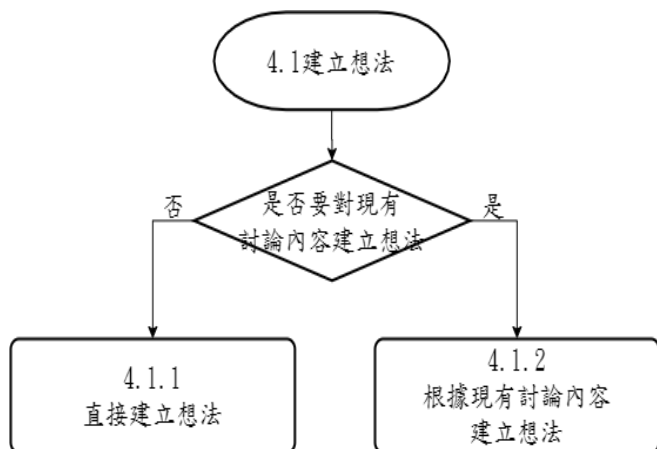 4.1建立想法
是否要對現有
討論內容建立想法
否
是
4.1.1
直接建立想法
4.1.2
根據現有討論內容
建立想法